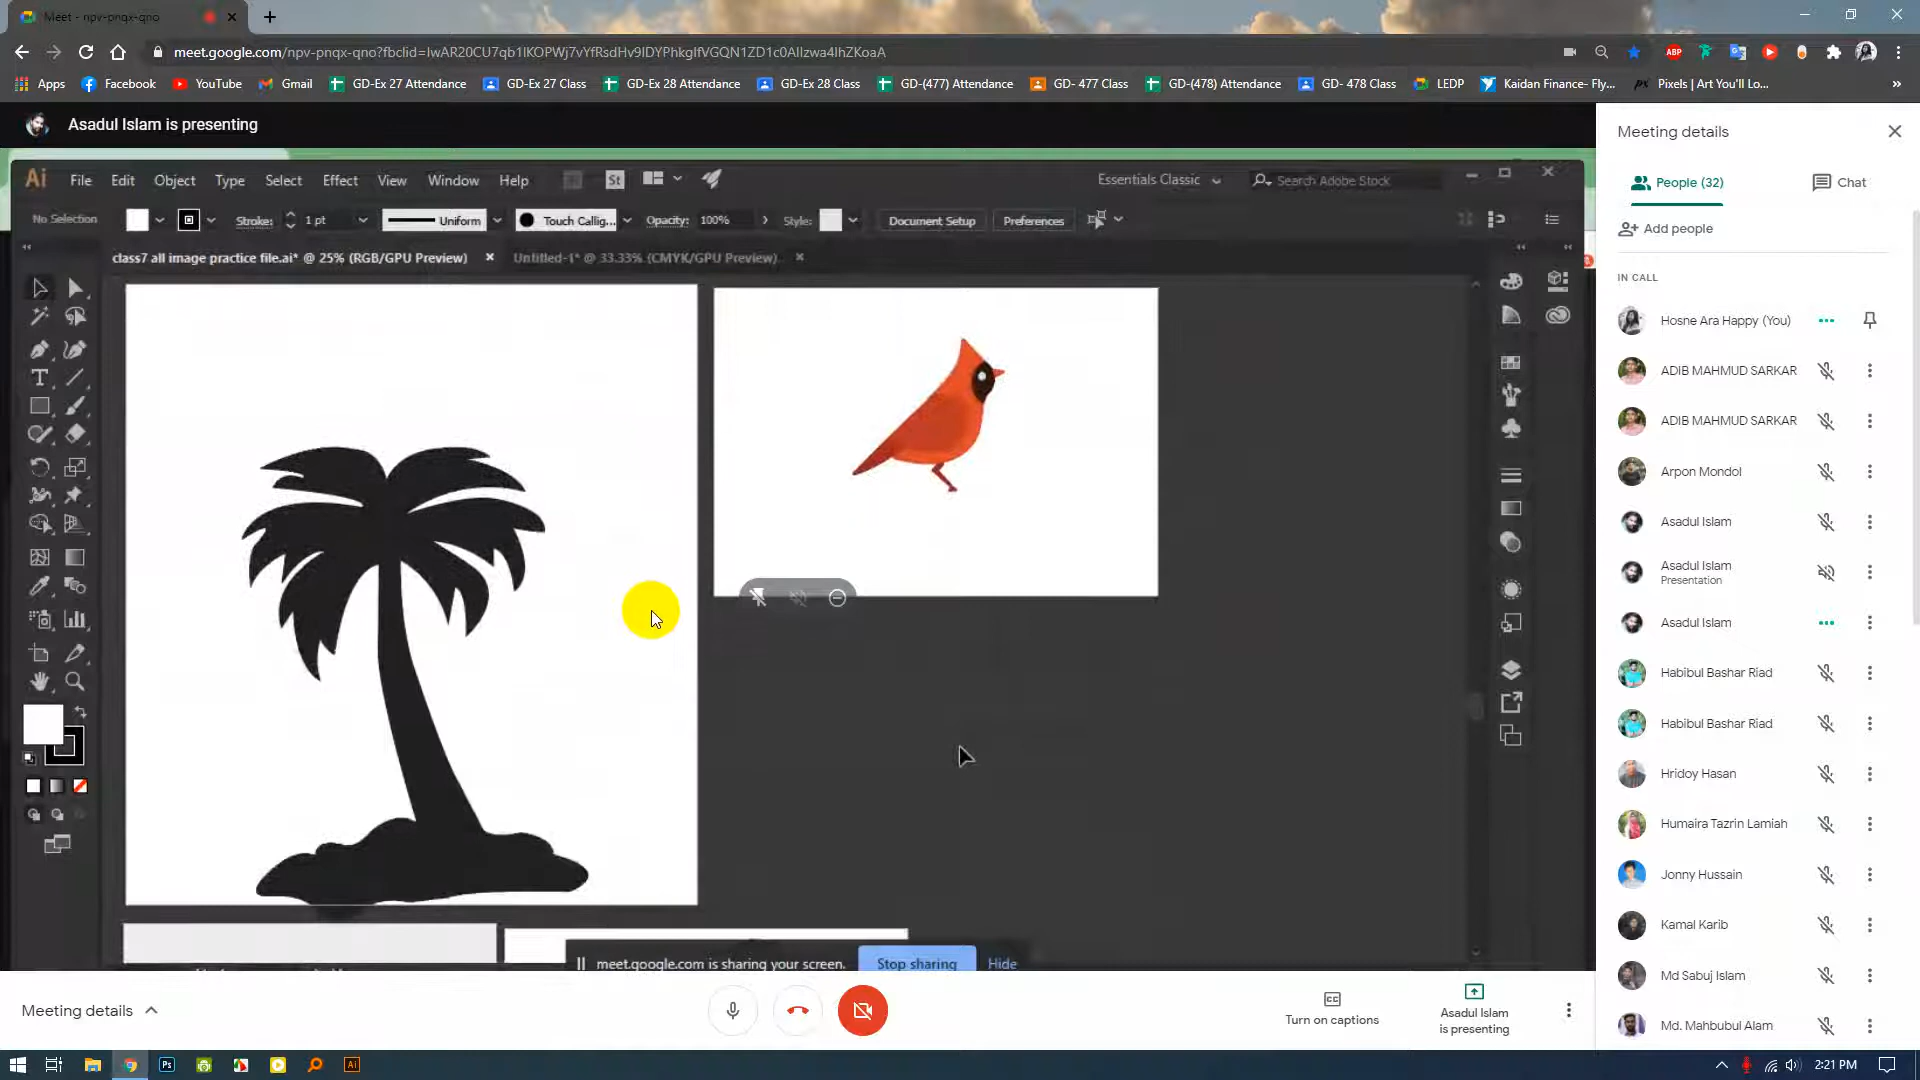 Meet - npv-pnqx-qno
meet.google.com/npv-pnqx-qno?fbclid=IwAR20CU7qb1lKOPWj7vYfRsdHv9IDYPhkgIfVGQN1ZD1c0AIlzwa4lhZKoaA
Apps Facebook YouTube Gmail GD-Ex 27 Attendance GD-Ex 27 Class GD-Ex 28 Attendance GD-Ex 28 Class GD-(477) Attendance GD- 477 Class GD-(478) Attendance GD- 478 Class LEDP Kaidan Finance- Fly... Pixels | Art You'll Lo... »
Asadul Islam is presenting
Ai File Edit Object Type Select Effect View Window Help St Essentials Classic Search Adobe Stock
No Selection Stroke: 1 pt Uniform Touch Callig... Opacity: 100% Style: Document Setup Preferences
class7 all image practice file.ai* @ 25% (RGB/GPU Preview) Untitled-1* @ 33.33% (CMYK/GPU Preview)
meet.google.com is sharing your screen. Stop sharing Hide
Meeting details
People (32) Chat
Add people
IN CALL
Hosne Ara Happy (You)
ADIB MAHMUD SARKAR
ADIB MAHMUD SARKAR
Arpon Mondol
Asadul Islam
Asadul Islam
Presentation
Asadul Islam
Habibul Bashar Riad
Habibul Bashar Riad
Hridoy Hasan
Humaira Tazrin Lamiah
Jonny Hussain
Kamal Karib
Md Sabuj Islam
Md. Mahbubul Alam
Meeting details
Turn on captions
Asadul Islam
is presenting
Ps Ai 2:21 PM